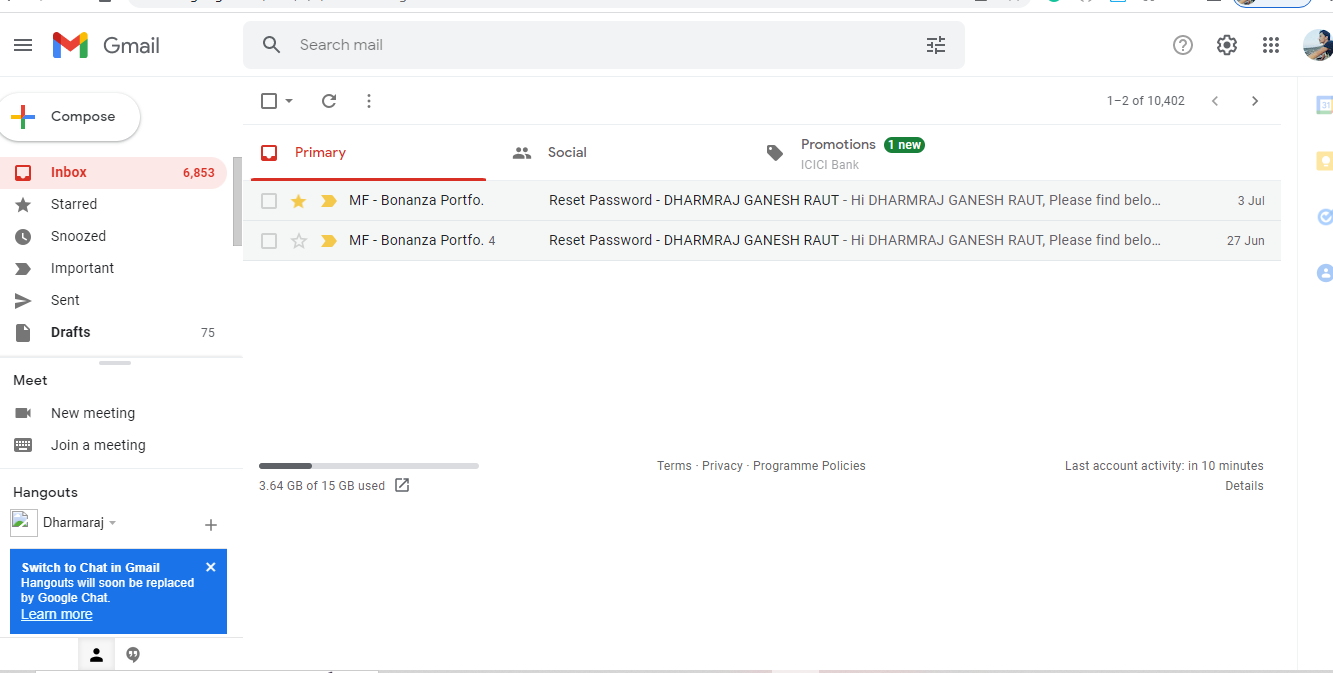 Gmail
Search mail
Compose
1–2 of 10,402
Inbox 6,853
Starred
Snoozed
Important
Sent
Drafts 75
Primary
Social
Promotions 1 new
ICICI Bank
MF - Bonanza Portfo. Reset Password - DHARMRAJ GANESH RAUT - Hi DHARMRAJ GANESH RAUT, Please find belo... 3 Jul
MF - Bonanza Portfo. 4 Reset Password - DHARMRAJ GANESH RAUT - Hi DHARMRAJ GANESH RAUT, Please find belo... 27 Jun
Meet
New meeting
Join a meeting
Hangouts
Dharmaraj
Switch to Chat in Gmail
Hangouts will soon be replaced
by Google Chat.
Learn more
3.64 GB of 15 GB used
Terms · Privacy · Programme Policies
Last account activity: in 10 minutes
Details
31